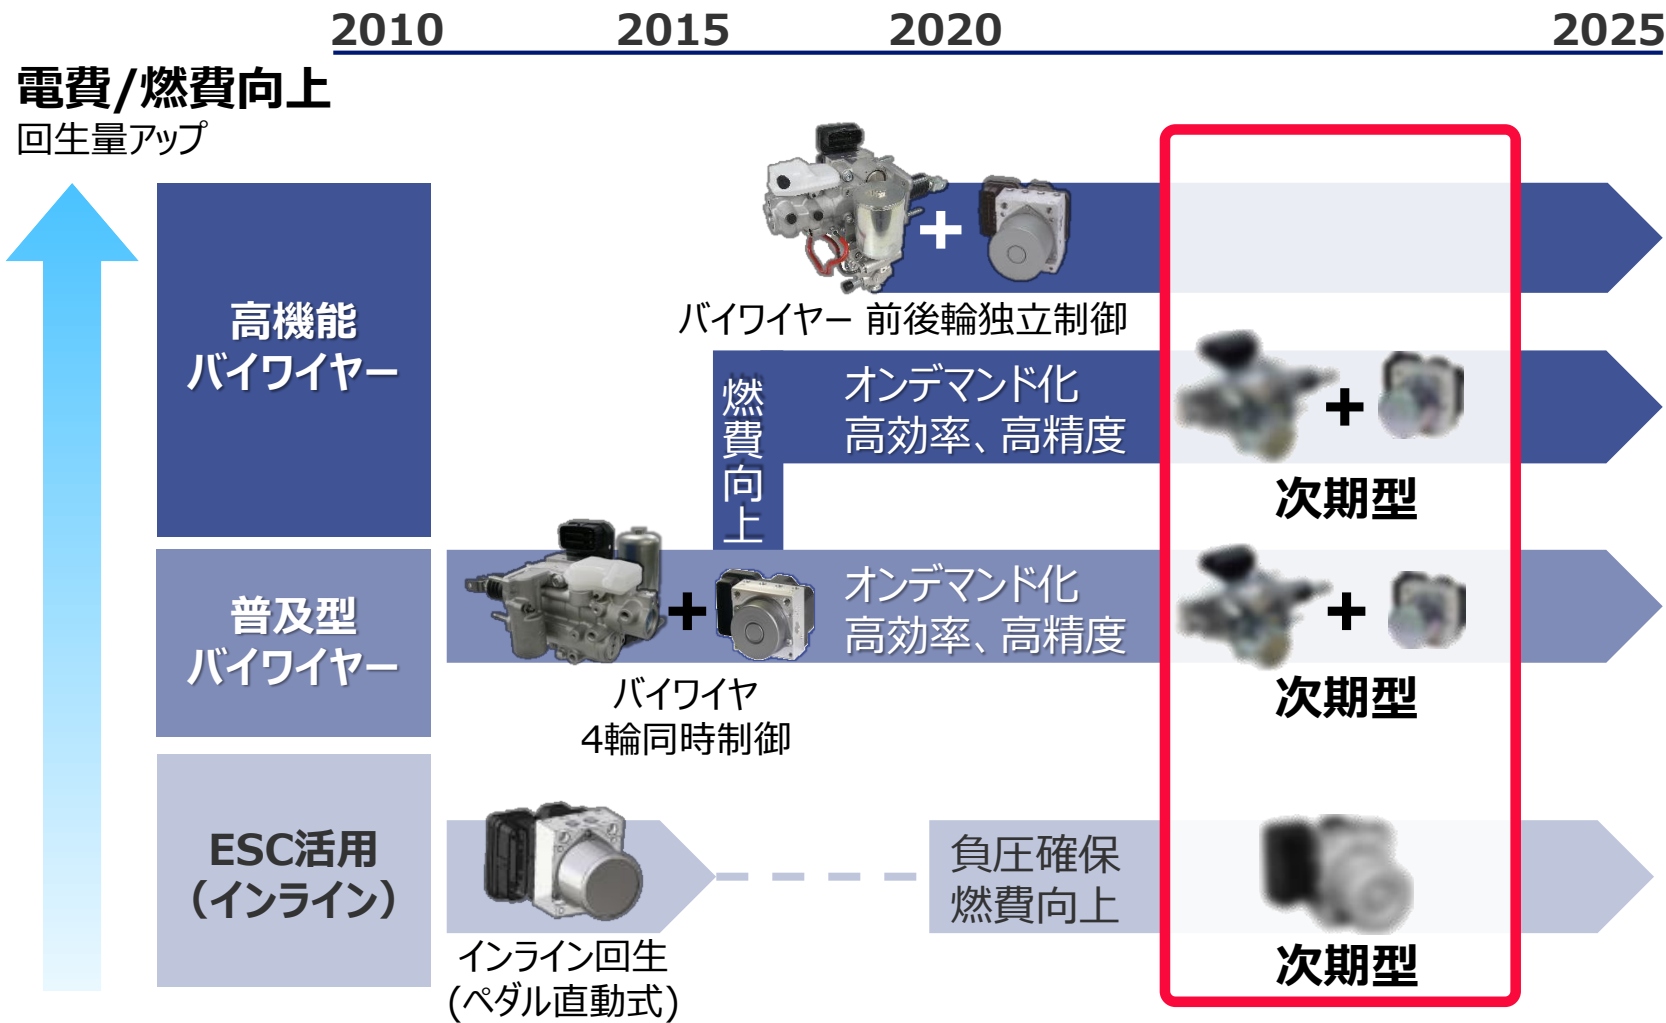 2010 2015 2020 2025
電費/燃費向上
回生量アップ
高機能
バイワイヤー
+
バイワイヤー 前後輪独立制御
燃費向上
オンデマンド化
高効率、高精度
+
次期型
普及型
バイワイヤー
+
バイワイヤ
4輪同時制御
オンデマンド化
高効率、高精度
+
次期型
ESC活用
（インライン）
インライン回生
(ペダル直動式)
負圧確保
燃費向上
次期型